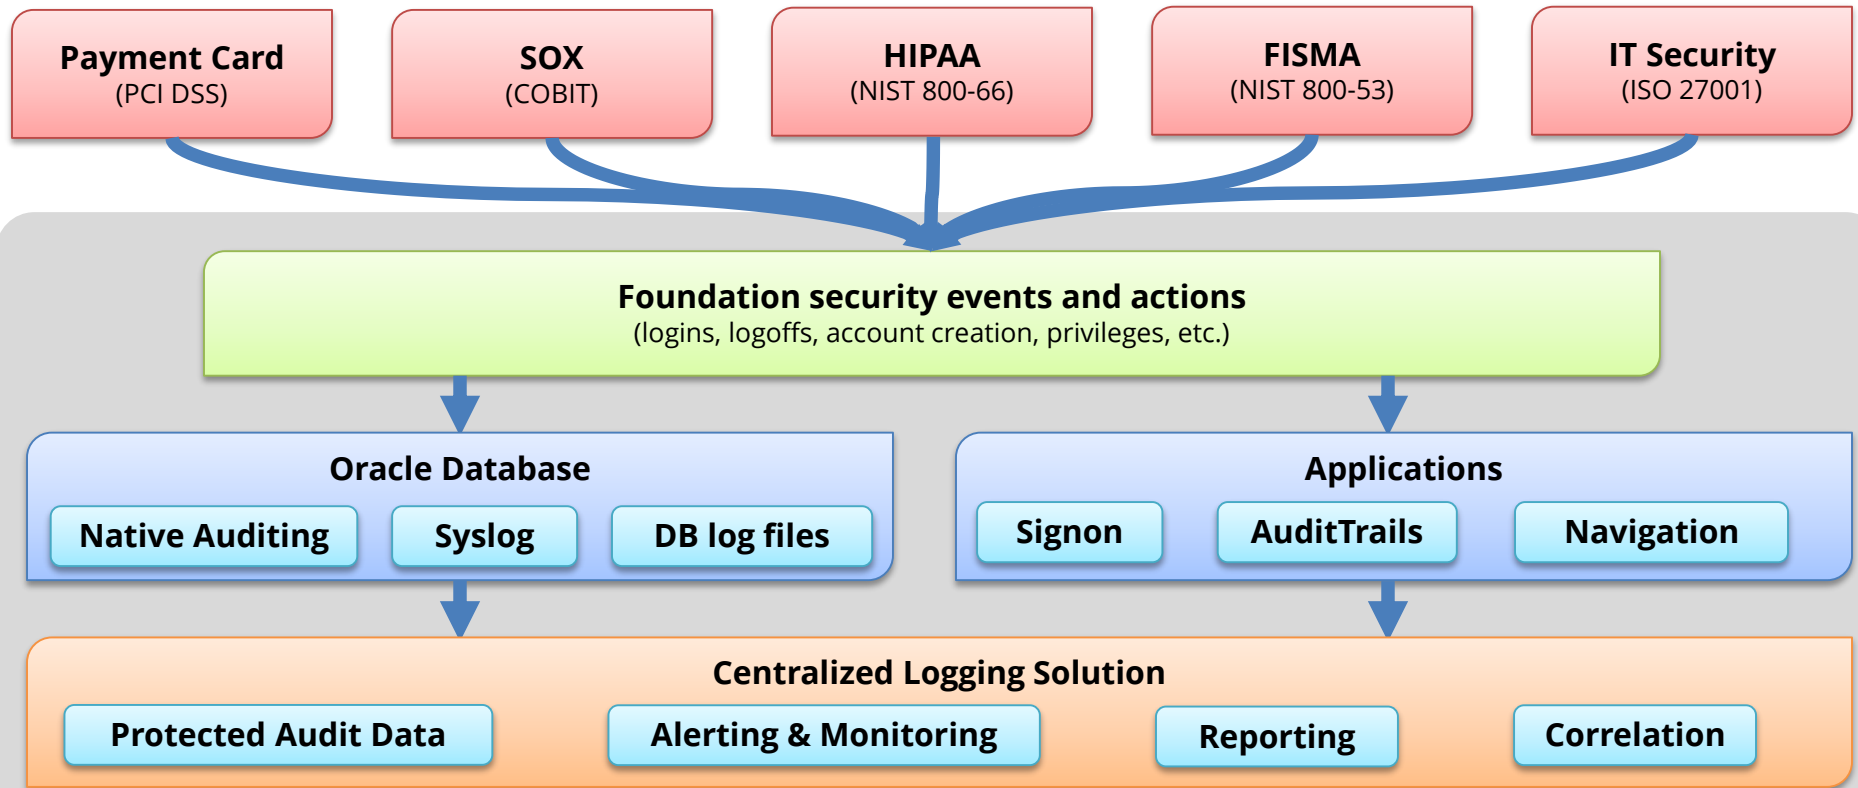 Payment Card
(PCI DSS)
SOX
(COBIT)
HIPAA
(NIST 800-66)
FISMA
(NIST 800-53)
IT Security
(ISO 27001)
Foundation security events and actions
(logins, logoffs, account creation, privileges, etc.)
Oracle Database
Native Auditing
Syslog
DB log files
Applications
Signon
AuditTrails
Navigation
Centralized Logging Solution
Protected Audit Data
Alerting & Monitoring
Reporting
Correlation